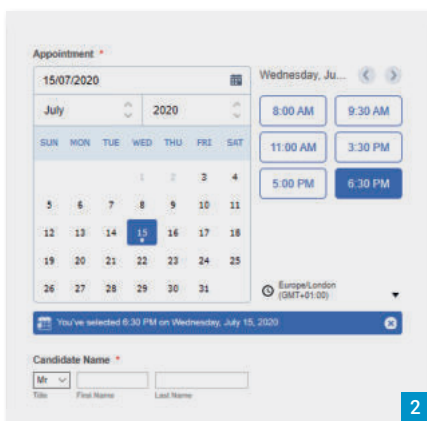 Appointment *
15/07/2020
July 2020
SUN MON TUE WED THU FRI SAT
1 2 3 4
5 6 7 8 9 10 11
12 13 14 15 16 17 18
19 20 21 22 23 24 25
26 27 28 29 30 31
Wednesday, Ju...
8:00 AM 9:30 AM
11:00 AM 3:30 PM
5:00 PM 6:30 PM
Europe/London
(GMT+01:00)
You've selected 6:30 PM on Wednesday, July 15, 2020
Candidate Name *
Mr
Title First Name Last Name
2